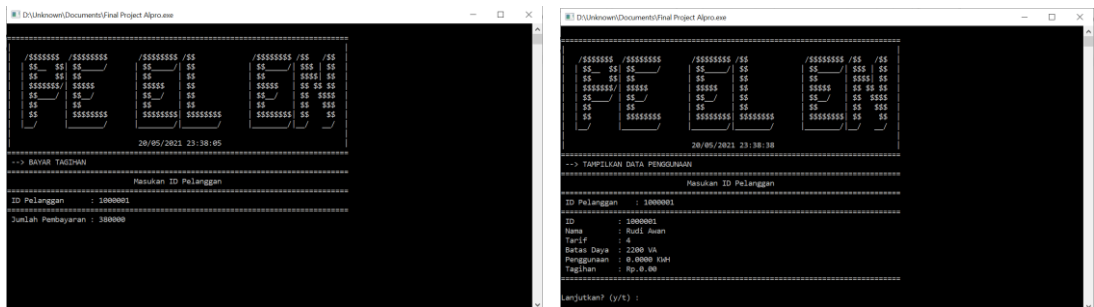 D:\Unknown\Documents\Final Project Alpro.exe
20/05/2021 23:38:05
--> BAYAR TAGIHAN
Masukan ID Pelanggan
ID Pelanggan : 1000001
Jumlah Pembayaran : 380000
D:\Unknown\Documents\Final Project Alpro.exe
20/05/2021 23:38:38
--> TAMPILKAN DATA PENGGUNAAN
Masukan ID Pelanggan
ID Pelanggan : 1000001
ID : 1000001
Nama : Rudi Awan
Tarif : 4
Batas Daya : 2200 VA
Penggunaan : 0.0000 KWH
Tagihan : Rp.0.00
Lanjutkan? (y/t) :